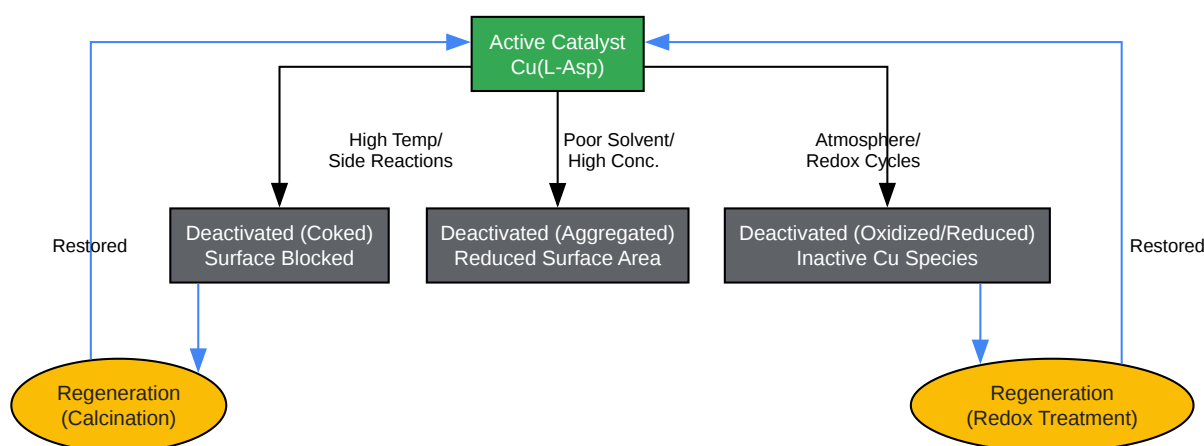 Active Catalyst
Cu(L-Asp)
High Temp/
Side Reactions
Poor Solvent/
High Conc.
Atmosphere/
Redox Cycles
Deactivated (Coked)
Surface Blocked
Deactivated (Aggregated)
Reduced Surface Area
Deactivated (Oxidized/Reduced)
Inactive Cu Species
Restored
Restored
Regeneration
(Calcination)
Regeneration
(Redox Treatment)